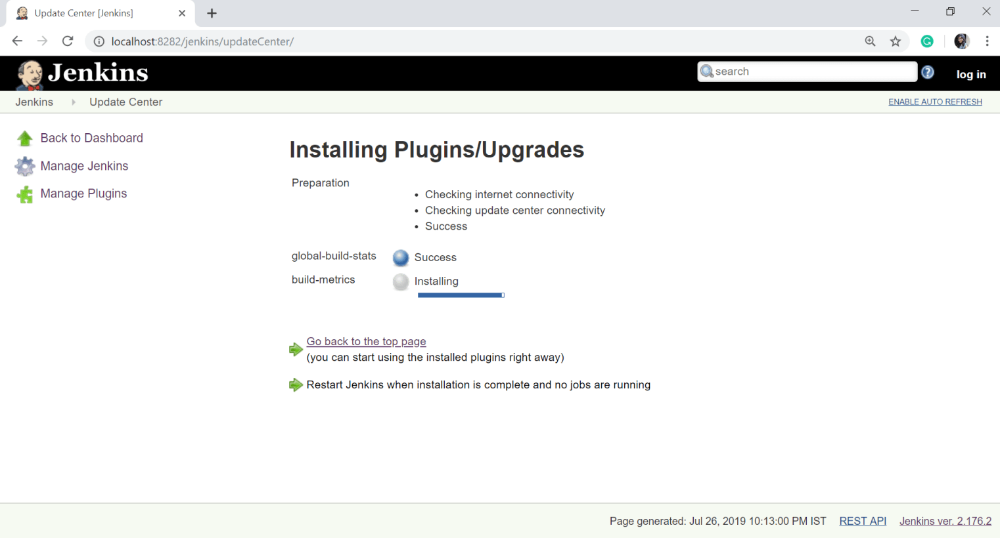 Update Center [Jenkins]
localhost:8282/jenkins/updateCenter/
Jenkins
search
log in
Jenkins
Update Center
ENABLE AUTO REFRESH
Back to Dashboard
Manage Jenkins
Manage Plugins
Installing Plugins/Upgrades
Preparation
Checking internet connectivity
Checking update center connectivity
Success
global-build-stats
Success
build-metrics
Installing
Go back to the top page
(you can start using the installed plugins right away)
Restart Jenkins when installation is complete and no jobs are running
Page generated: Jul 26, 2019 10:13:00 PM IST
REST API
Jenkins ver. 2.176.2